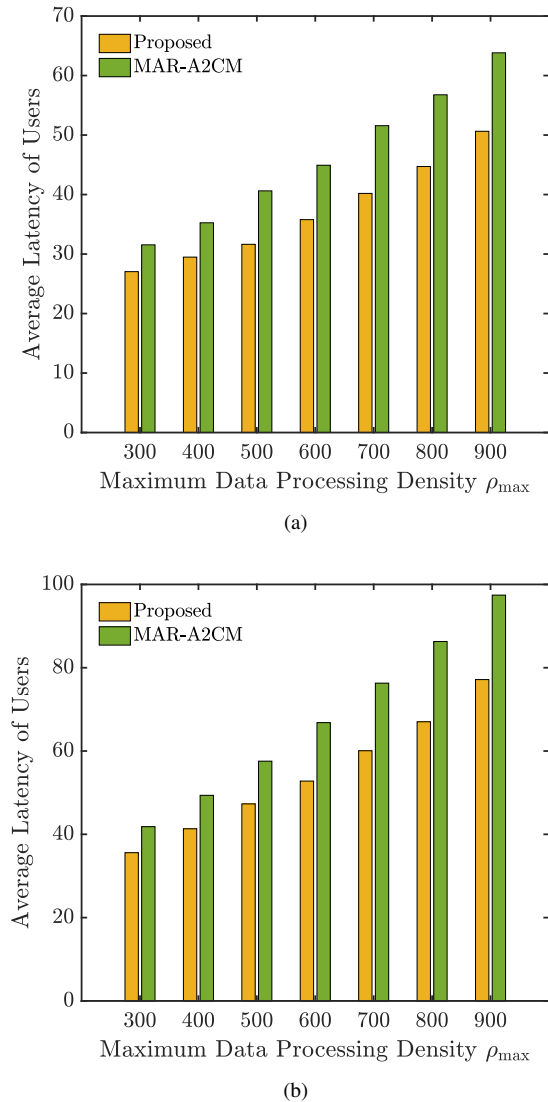 70
60
50
40
30
20
10
0
Average Latency of Users
Proposed
MAR-A2CM
300 400 500 600 700 800 900
Maximum Data Processing Density ρmax
(a)
100
80
60
40
20
0
Average Latency of Users
Proposed
MAR-A2CM
300 400 500 600 700 800 900
Maximum Data Processing Density ρmax
(b)